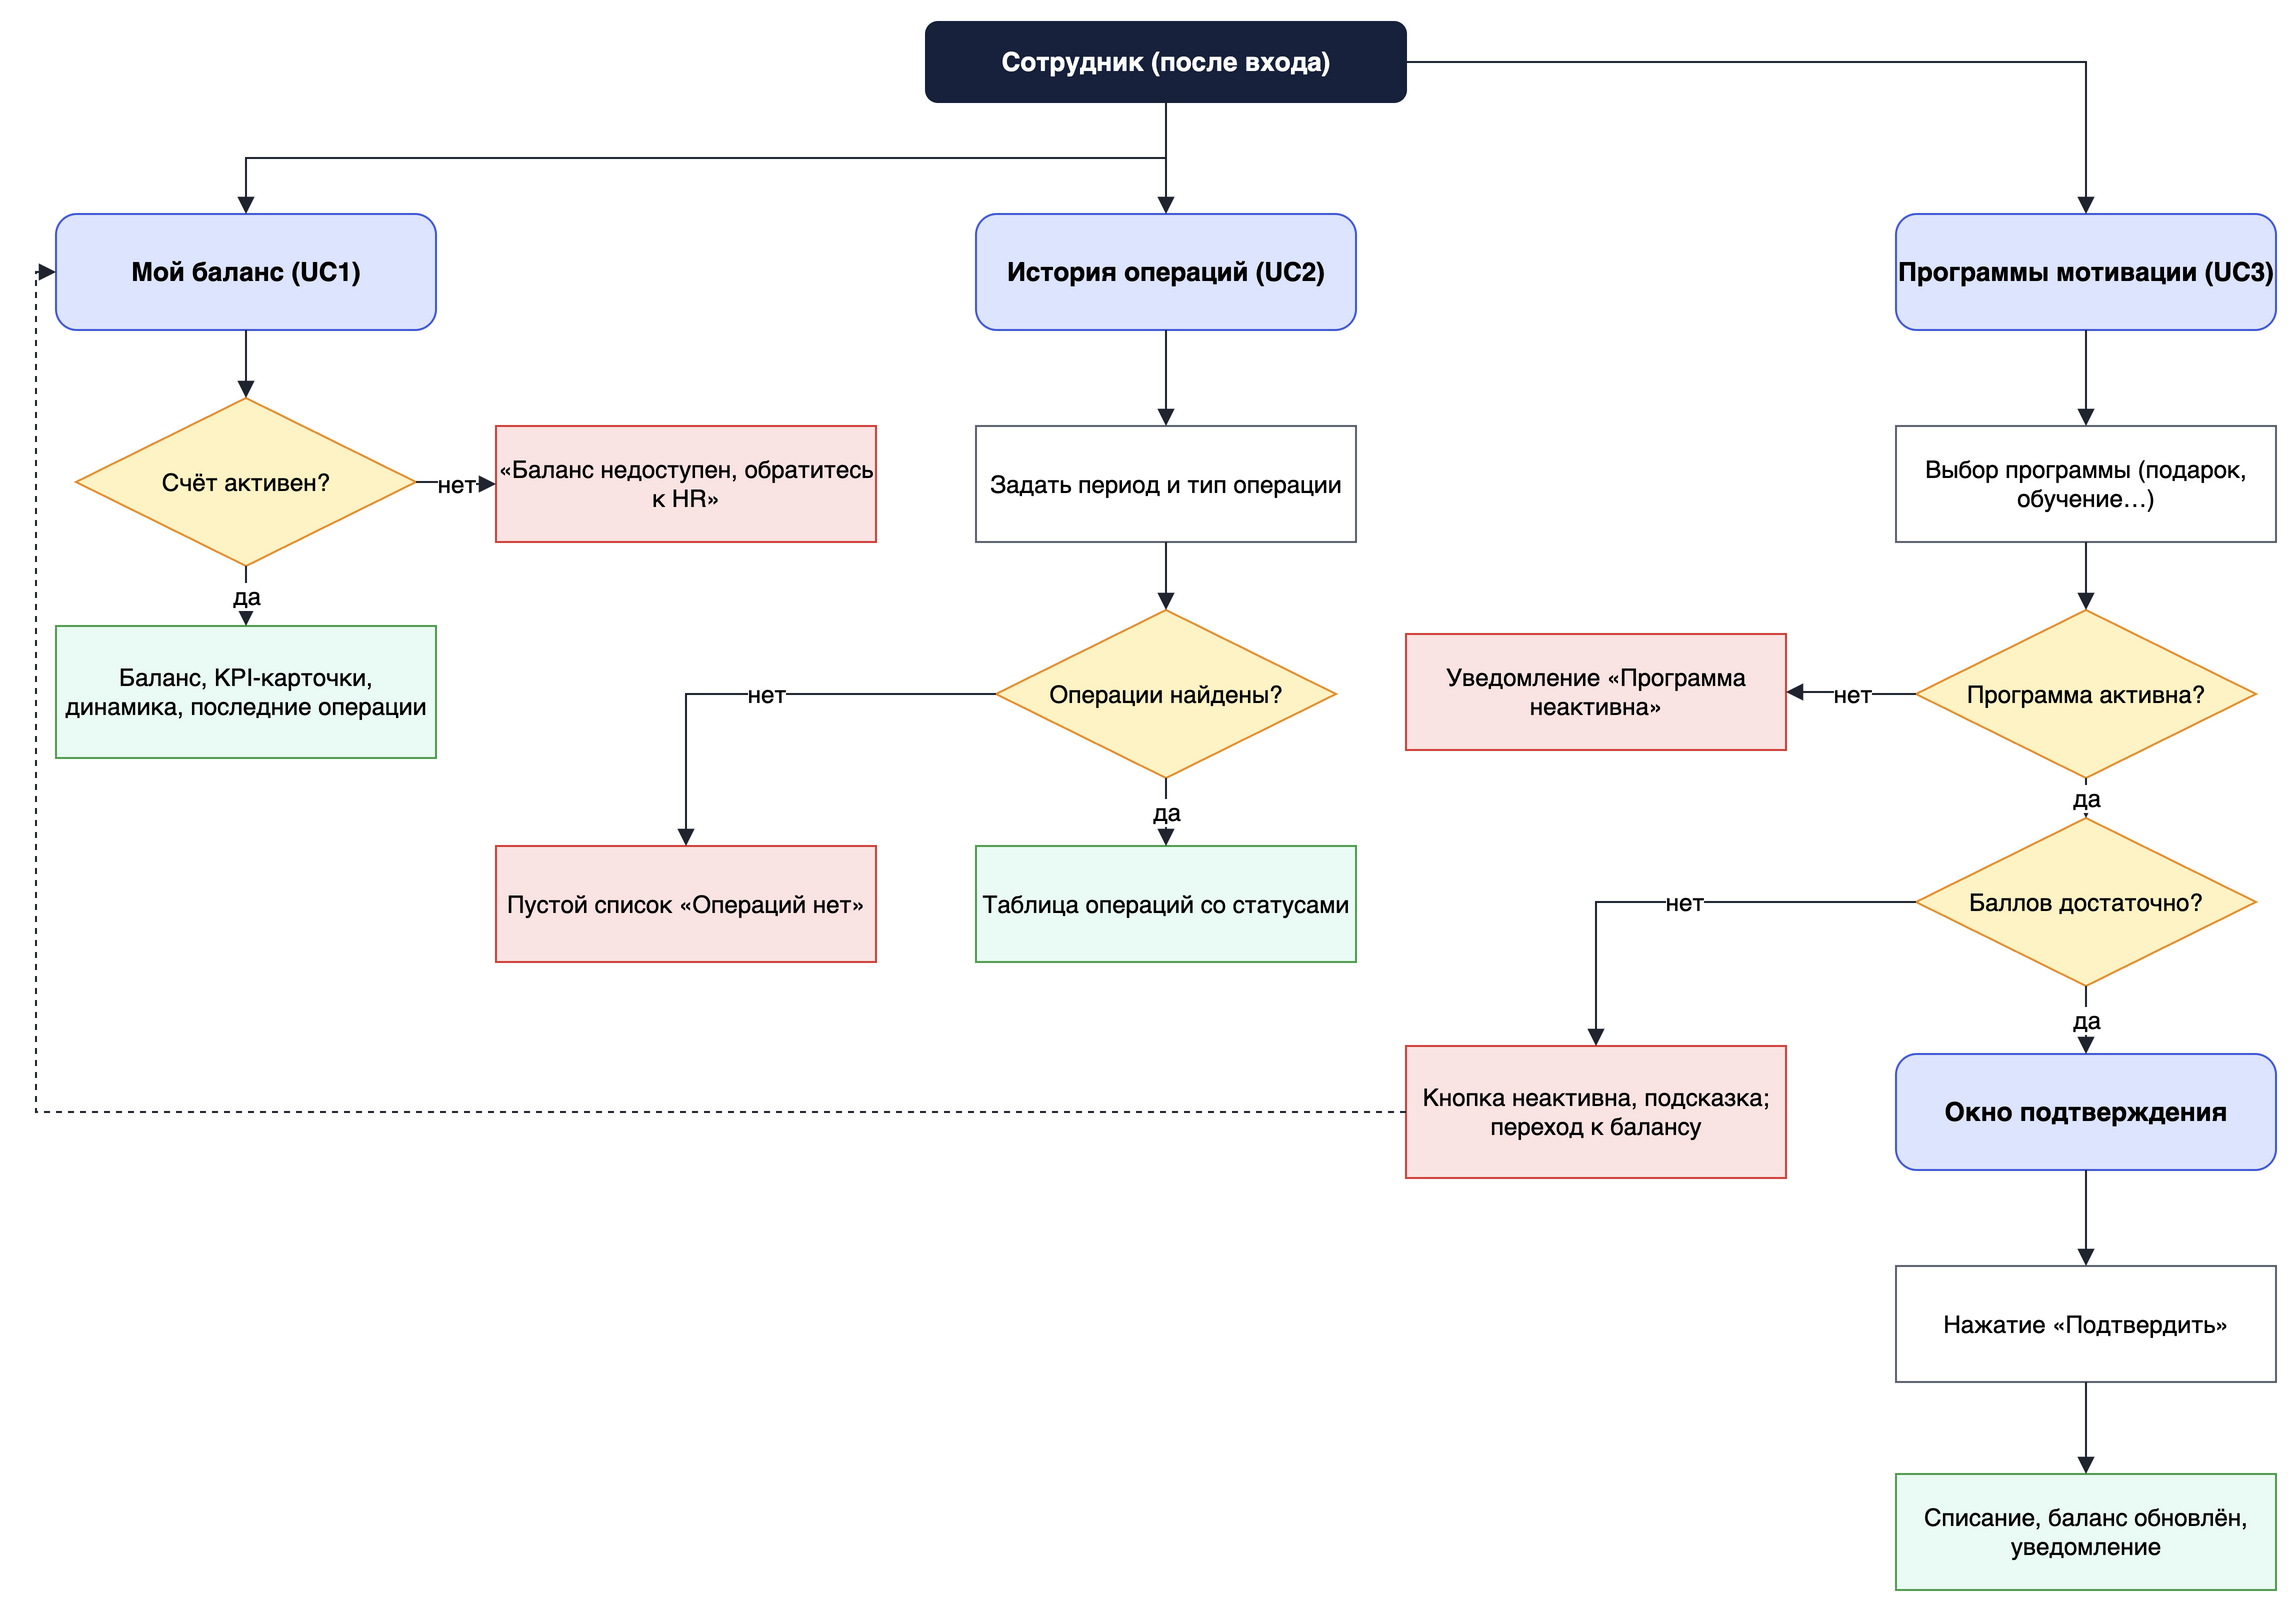 Сотрудник (после входа)
Мой баланс (UC1)
История операций (UC2)
Программы мотивации (UC3)
Счёт активен?
нет
«Баланс недоступен, обратитесь
к HR»
Задать период и тип операции
Выбор программы (подарок,
обучение...)
да
Баланс, KPI-карточки,
динамика, последние операции
нет
Операции найдены?
Уведомление «Программа
неактивна»
нет
Программа активна?
да
да
Пустой список «Операций нет»
Таблица операций со статусами
нет
Баллов достаточно?
да
Кнопка неактивна, подсказка;
переход к балансу
Окно подтверждения
Нажатие «Подтвердить»
Списание, баланс обновлён,
уведомление